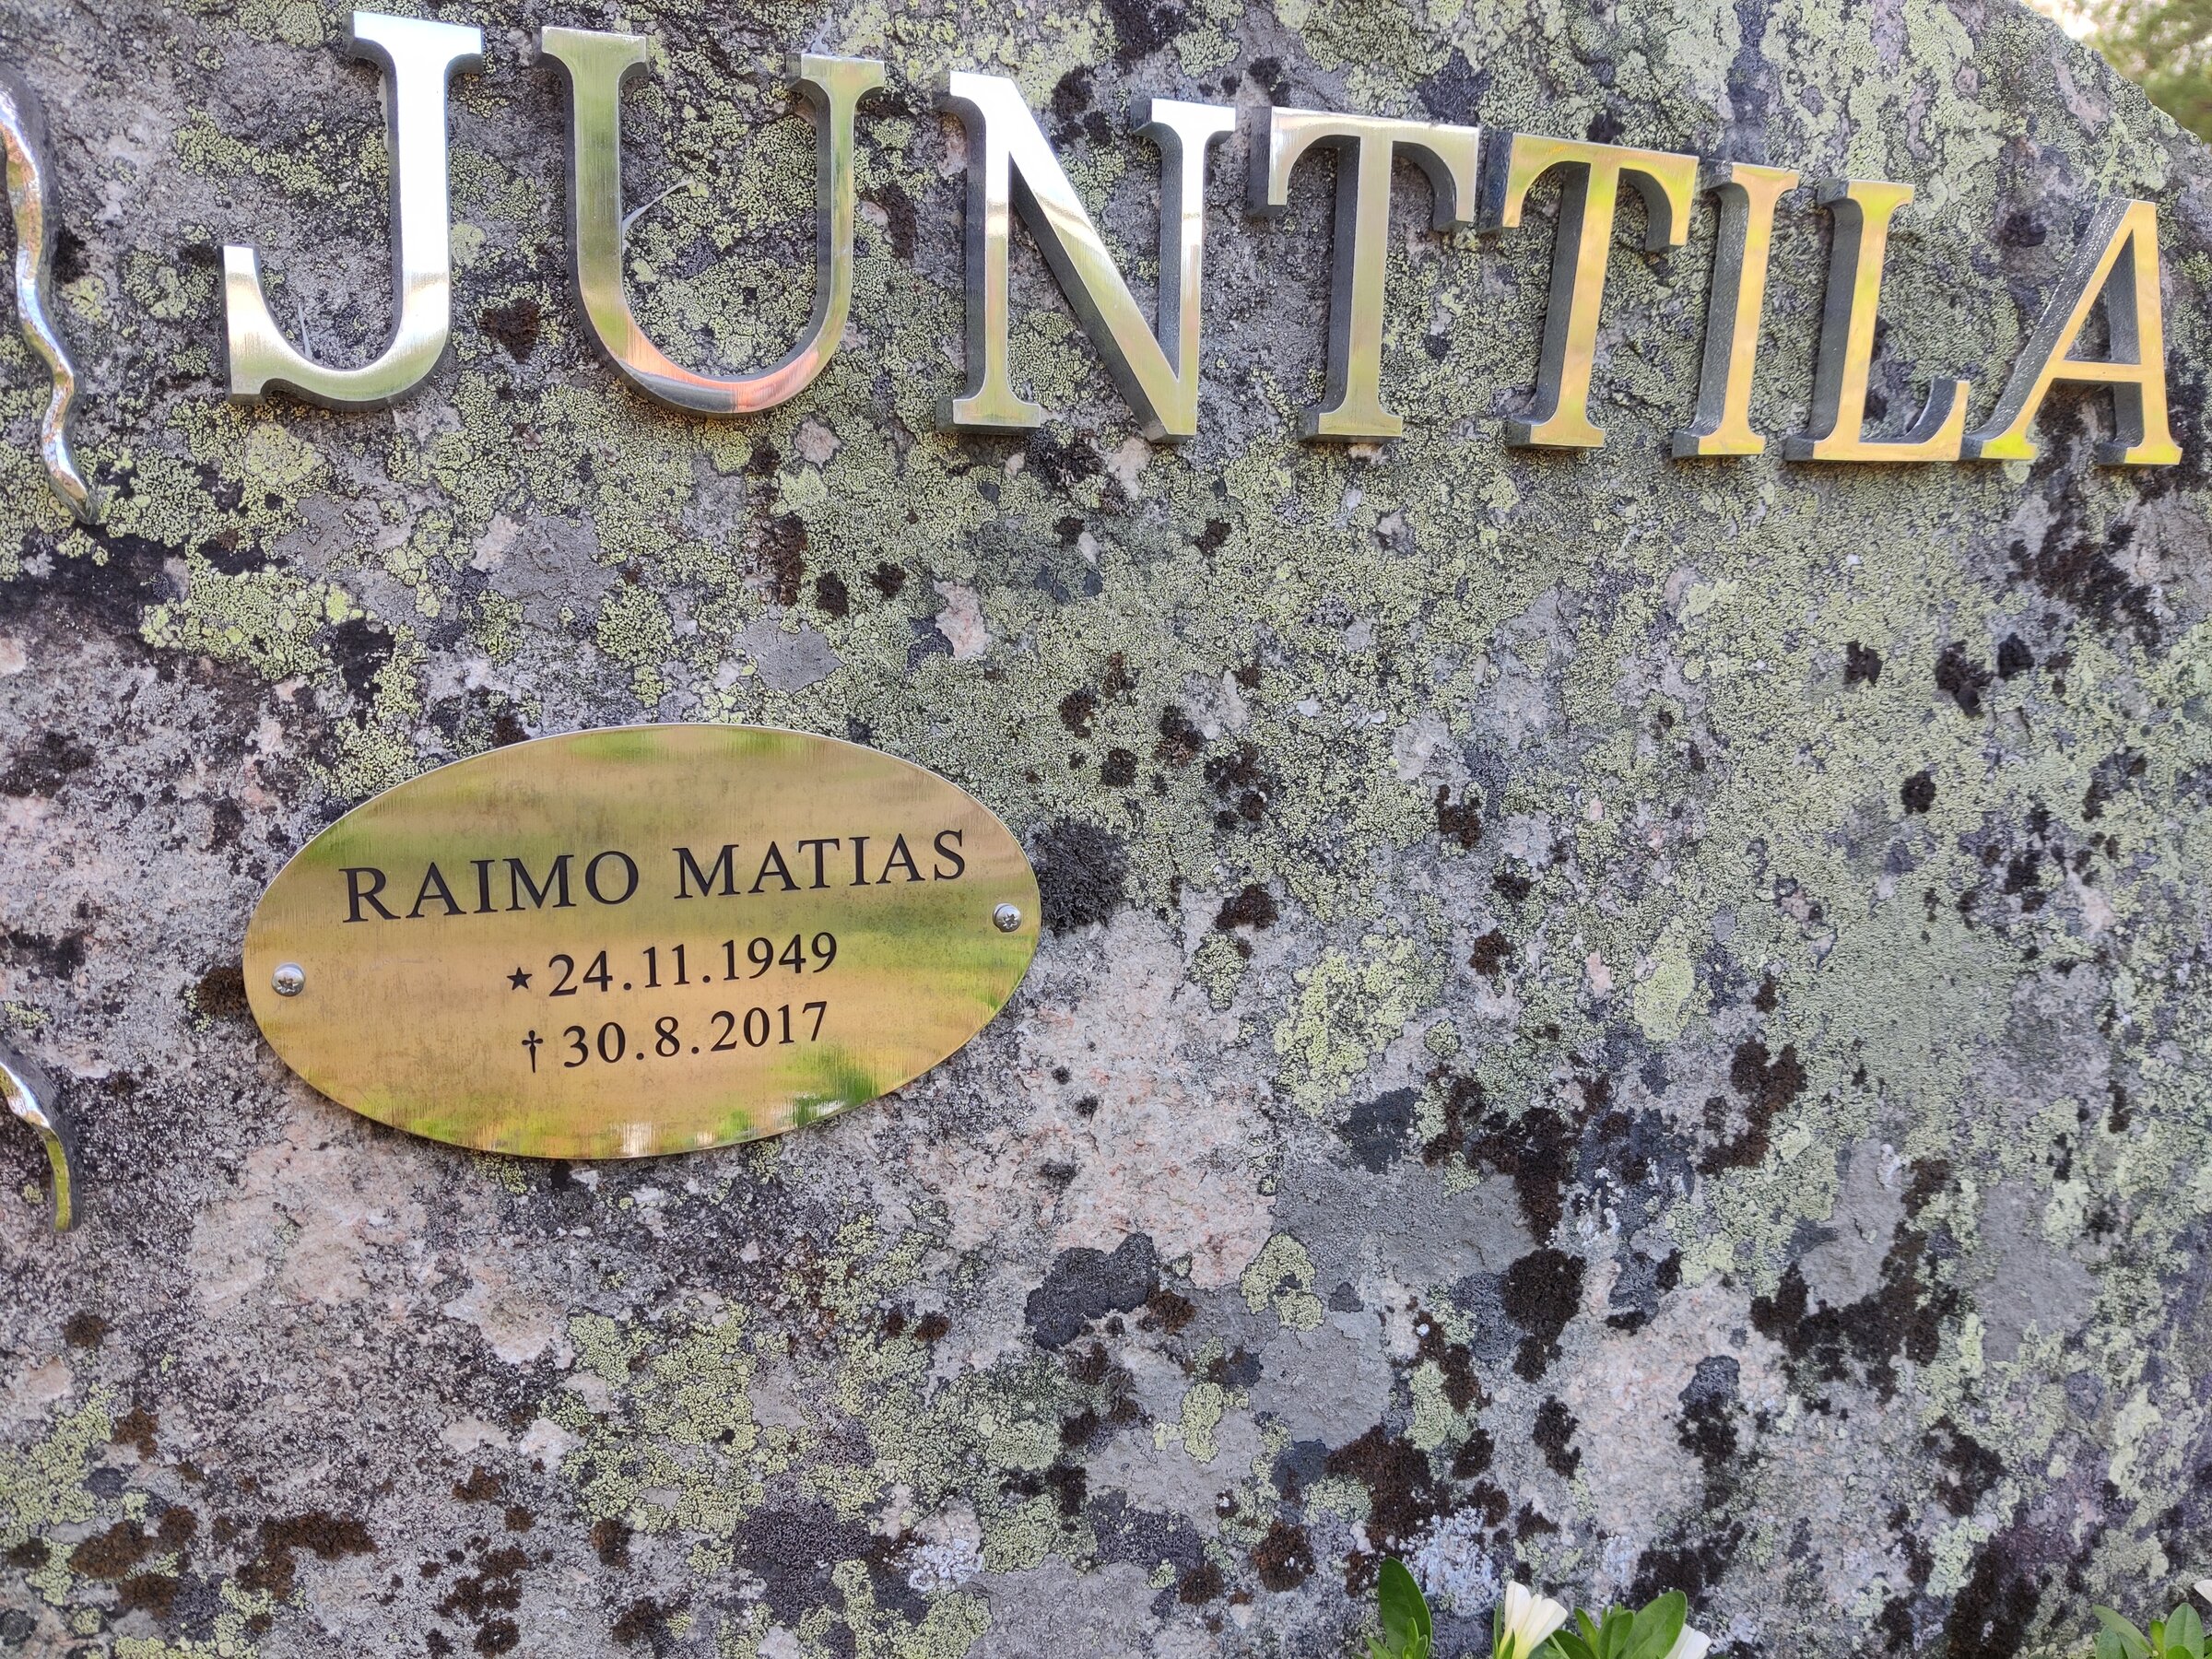 JUNTTILA
RAIMO MATIAS
★ 24.11.1949
† 30.8.2017